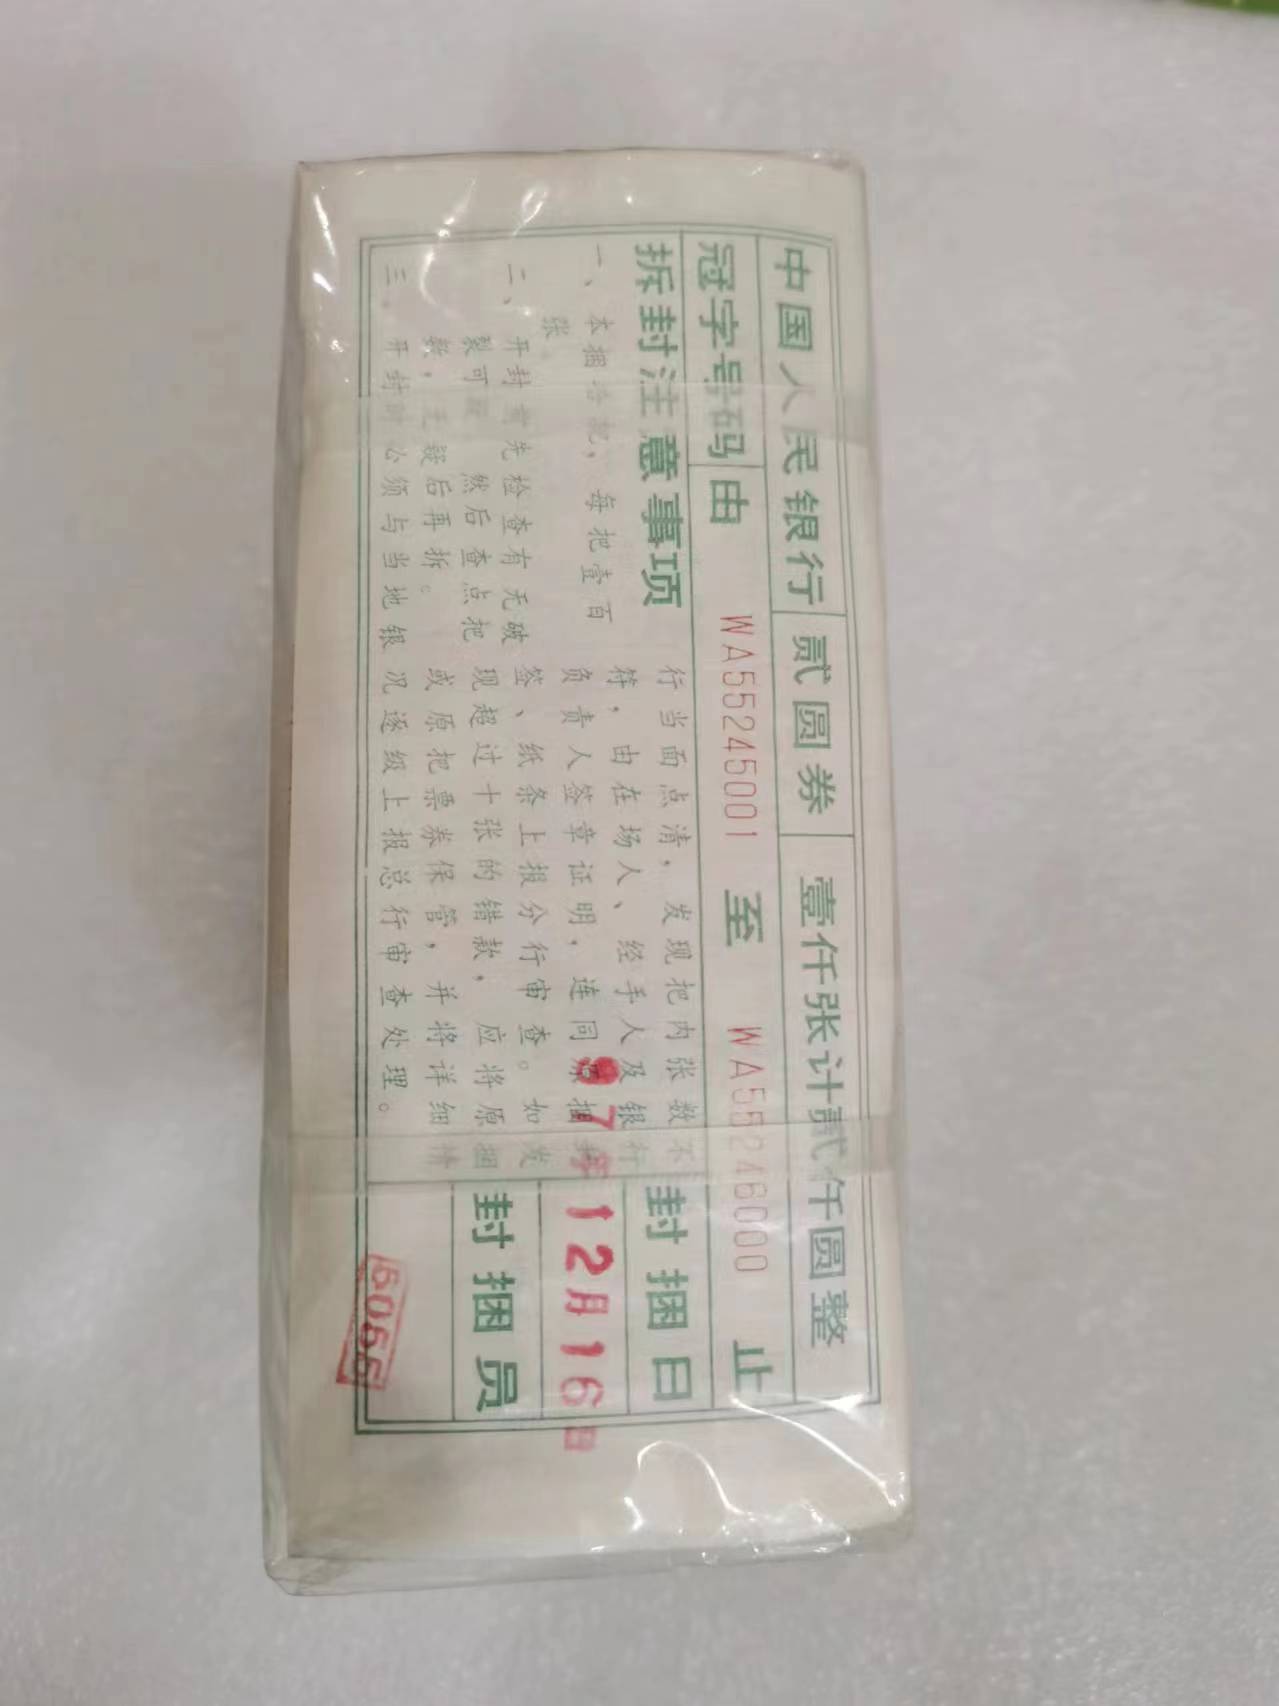 中国人民银行 贰圆券 壹仟张计贰仟圆整
冠字号码 由 WA55245001 至 WA55246000 止
拆封注意事项
一、本捆拾把，每把壹百
张。
二、开封前先检查有无破
裂可疑 然后查点把
数，无疑后再拆。
三、开封时公须与当地银
行当面点清，发现把内张数不
符，由在场人、经手人及银行
负责人签章证明，连同原捆
签、纸条上报分行审查。如发
现超过十张的错款，应将原捆
或原把票券保管，并将详细情
况逐级上报总行审查处理。
封捆日
97年12月16日
封捆员
6066